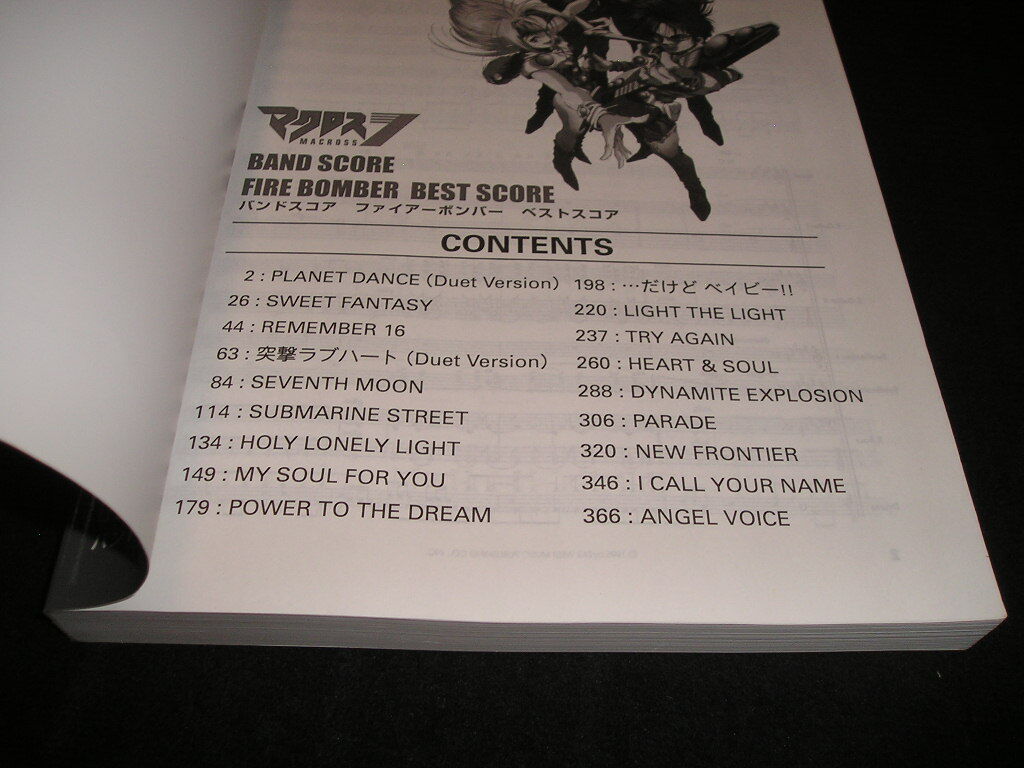 マクロス7
MACROSS
BAND SCORE
FIRE BOMBER BEST SCORE
バンドスコア ファイアーボンバー ベストスコア
CONTENTS
2 : PLANET DANCE (Duet Version)
26 : SWEET FANTASY
44 : REMEMBER 16
63 : 突撃ラブハート (Duet Version)
84 : SEVENTH MOON
114 : SUBMARINE STREET
134 : HOLY LONELY LIGHT
149 : MY SOUL FOR YOU
179 : POWER TO THE DREAM
198 : …だけど ベイビー!!
220 : LIGHT THE LIGHT
237 : TRY AGAIN
260 : HEART & SOUL
288 : DYNAMITE EXPLOSION
306 : PARADE
320 : NEW FRONTIER
346 : I CALL YOUR NAME
366 : ANGEL VOICE